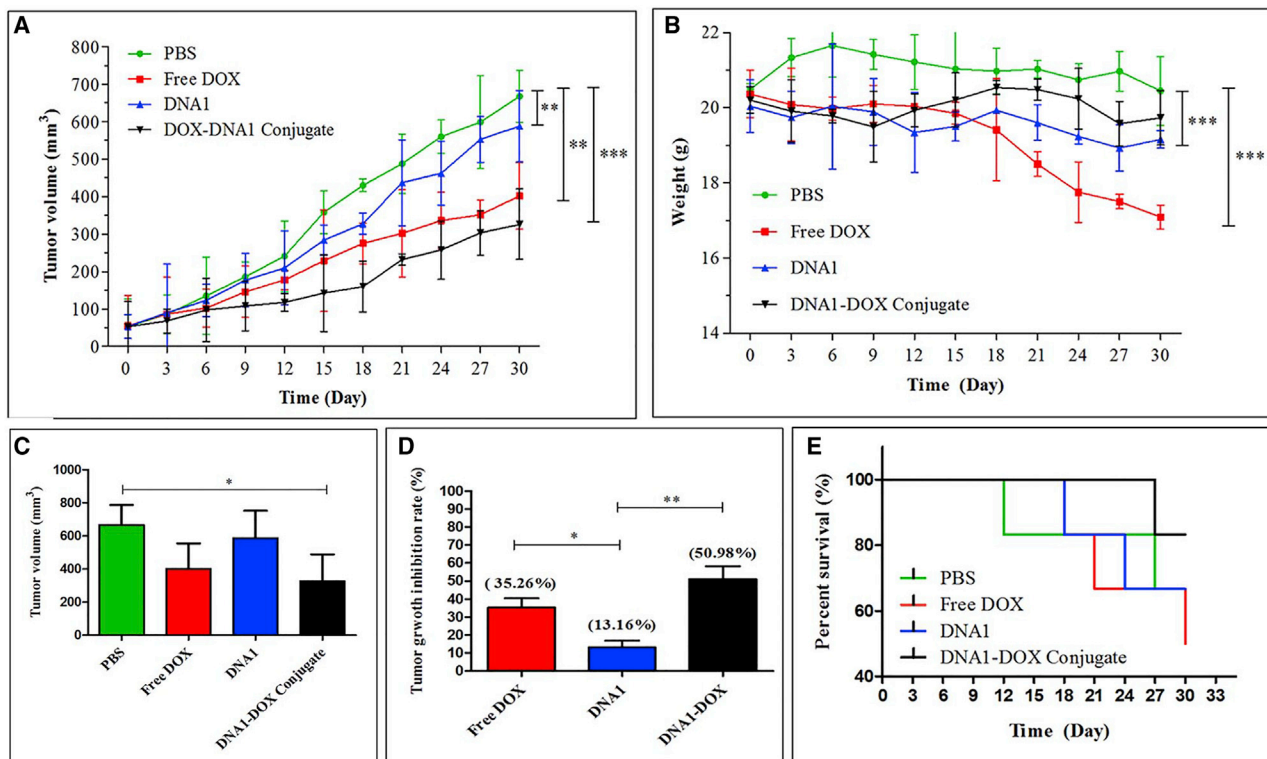 A
Tumor volume (mm³)
800
700
600
500
400
300
200
100
0
PBS
Free DOX
DNA1
DOX-DNA1 Conjugate
**
**
***
0 3 6 9 12 15 18 21 24 27 30
Time (Day)
B
Weight (g)
22
20
18
16
14
PBS
Free DOX
DNA1
DNA1-DOX Conjugate
***
***
0 3 6 9 12 15 18 21 24 27 30
Time (Day)
C
Tumor volume (mm³)
1000
800
600
400
200
0
*
PBS
Free DOX
DNA1
DNA1-DOX Conjugate
D
Tumor grwoth inhibition rate (%)
100
90
80
70
60
50
40
30
20
10
0
**
*
(50.98%)
( 35.26%)
(13.16%)
Free DOX
DNA1
DNA1-DOX
E
Percent survival (%)
100
80
60
40
PBS
Free DOX
DNA1
DNA1-DOX Conjugate
0 3 6 9 12 15 18 21 24 27 30 33
Time (Day)